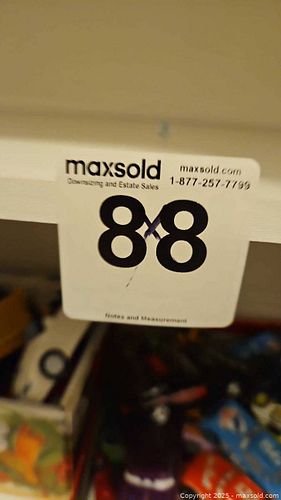 maxsold
maxsold.com
Downsizing and Estate Sales
1-877-257-7799
88
Notes and Measurement
Copyright 2025 - maxsold.com